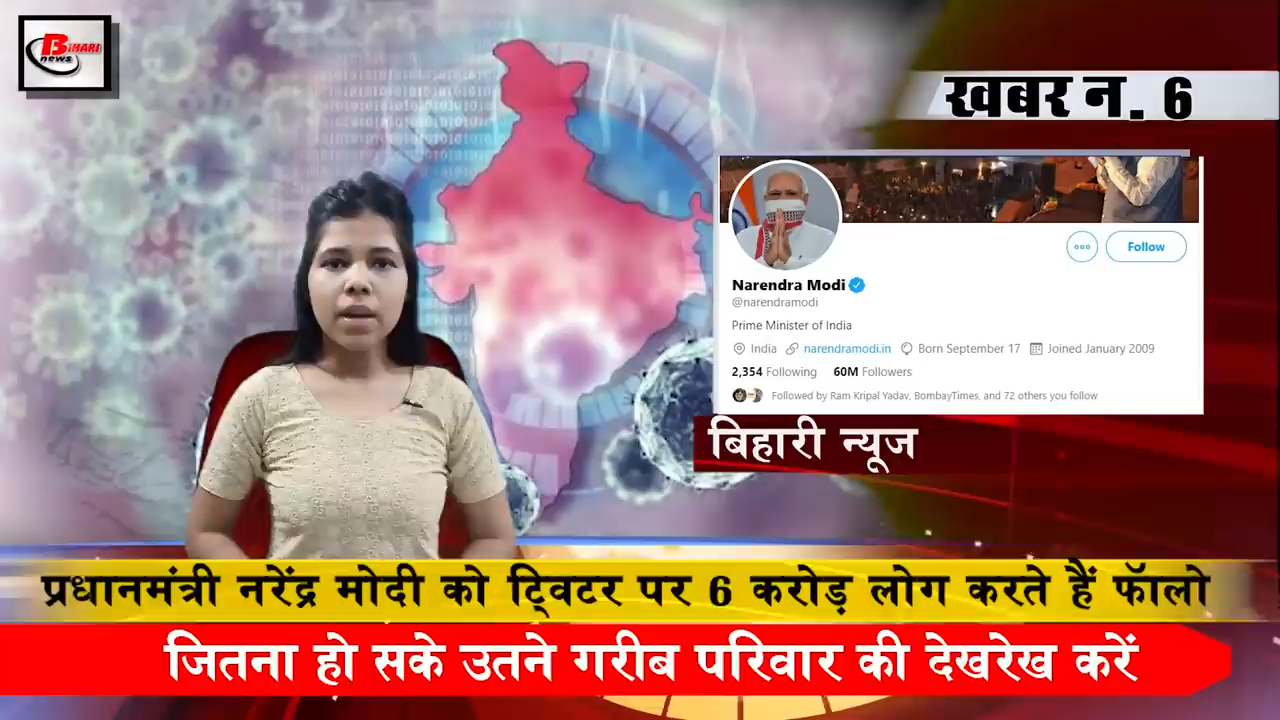 BIHARI
news
खबर न. 6
Follow
Narendra Modi
@narendramodi
Prime Minister of India
India narendramodi.in Born September 17 Joined January 2009
2,354 Following 60M Followers
Followed by Ram Kripal Yadav, BombayTimes, and 72 others you follow
बिहारी न्यूज
प्रधानमंत्री नरेंद्र मोदी को ट्विटर पर 6 करोड़ लोग करते हैं फॅालो
जितना हो सके उतने गरीब परिवार की देखरेख करें